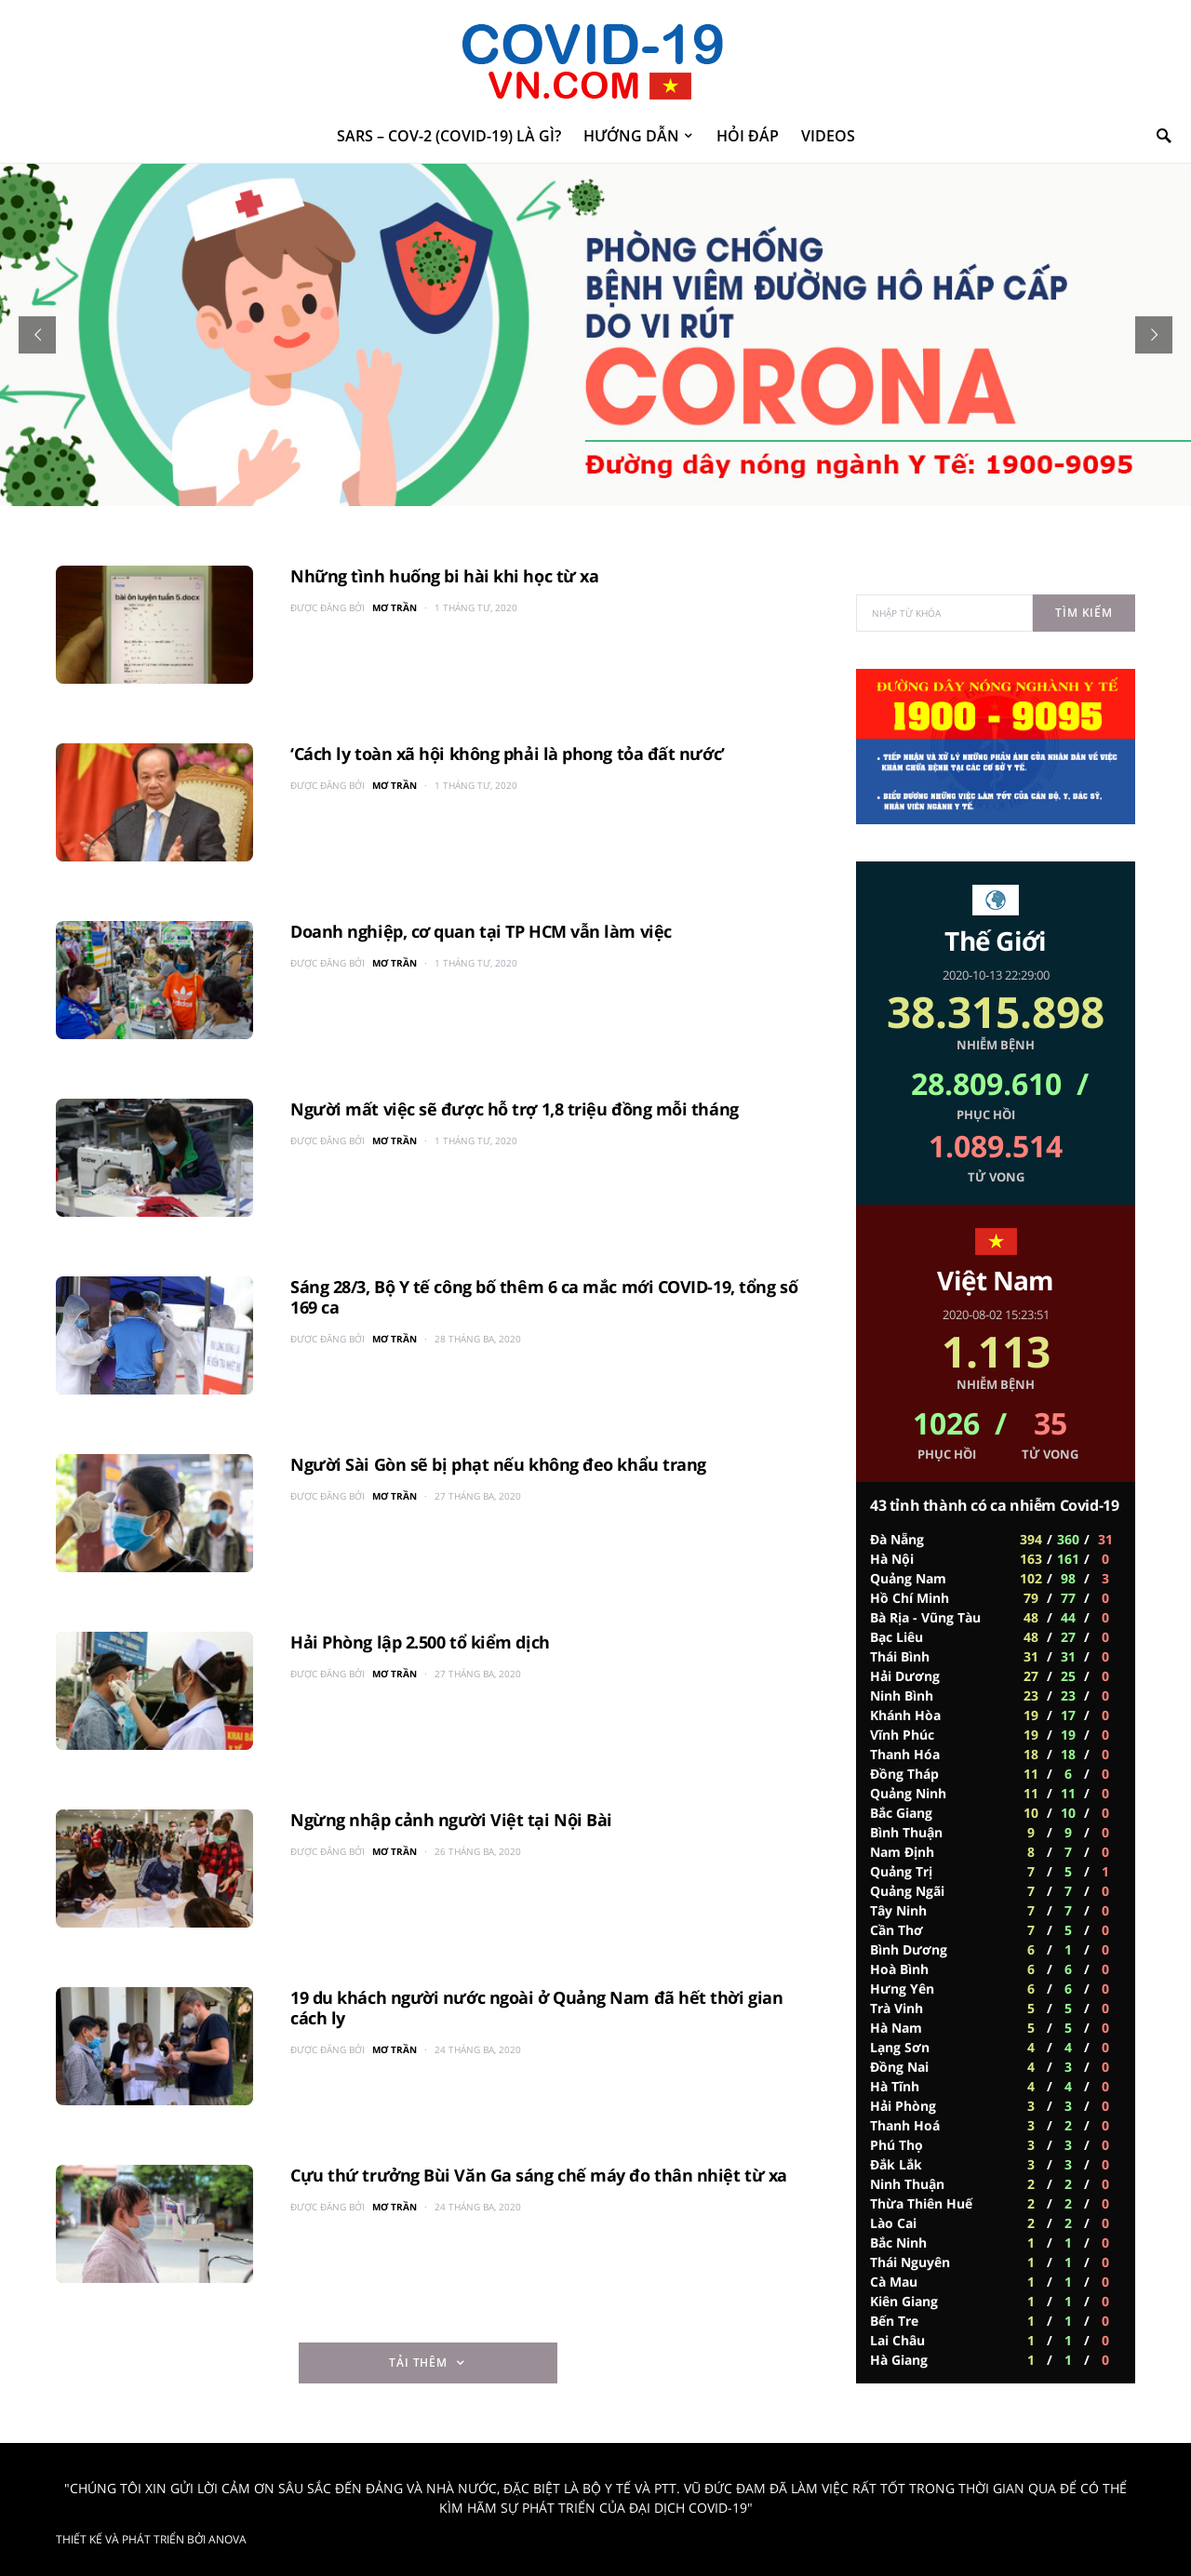 COVID-19
VN.COM
SARS – COV-2 (COVID-19) LÀ GÌ? HƯỚNG DẪN HỎI ĐÁP VIDEOS
PHÒNG CHỐNG
BỆNH VIÊM ĐƯỜNG HÔ HẤP CẤP
DO VI RÚT
CORONA
Đường dây nóng ngành Y Tế: 1900-9095
bài ôn luyện tuần 5.docx
Những tình huống bi hài khi học từ xa
ĐƯỢC ĐĂNG BỞI MƠ TRẦN · 1 THÁNG TƯ, 2020
‘Cách ly toàn xã hội không phải là phong tỏa đất nước’
ĐƯỢC ĐĂNG BỞI MƠ TRẦN · 1 THÁNG TƯ, 2020
Doanh nghiệp, cơ quan tại TP HCM vẫn làm việc
ĐƯỢC ĐĂNG BỞI MƠ TRẦN · 1 THÁNG TƯ, 2020
Người mất việc sẽ được hỗ trợ 1,8 triệu đồng mỗi tháng
ĐƯỢC ĐĂNG BỞI MƠ TRẦN · 1 THÁNG TƯ, 2020
Sáng 28/3, Bộ Y tế công bố thêm 6 ca mắc mới COVID-19, tổng số
169 ca
ĐƯỢC ĐĂNG BỞI MƠ TRẦN · 28 THÁNG BA, 2020
Người Sài Gòn sẽ bị phạt nếu không đeo khẩu trang
ĐƯỢC ĐĂNG BỞI MƠ TRẦN · 27 THÁNG BA, 2020
Hải Phòng lập 2.500 tổ kiểm dịch
ĐƯỢC ĐĂNG BỞI MƠ TRẦN · 27 THÁNG BA, 2020
Ngừng nhập cảnh người Việt tại Nội Bài
ĐƯỢC ĐĂNG BỞI MƠ TRẦN · 26 THÁNG BA, 2020
19 du khách người nước ngoài ở Quảng Nam đã hết thời gian
cách ly
ĐƯỢC ĐĂNG BỞI MƠ TRẦN · 24 THÁNG BA, 2020
Cựu thứ trưởng Bùi Văn Ga sáng chế máy đo thân nhiệt từ xa
ĐƯỢC ĐĂNG BỞI MƠ TRẦN · 24 THÁNG BA, 2020
TẢI THÊM
NHẬP TỪ KHÓA TÌM KIẾM
ĐƯỜNG DÂY NÓNG NGHÀNH Y TẾ
1900 - 9095
• TIẾP NHẬN VÀ XỬ LÝ NHỮNG PHẢN ÁNH CỦA NHÂN DÂN VỀ VIỆC
KHÁM CHỮA BỆNH TẠI CÁC CƠ SỞ Y TẾ.
• BIỂU DƯƠNG NHỮNG VIỆC LÀM TỐT CỦA CÁN BỘ, Y, BÁC SỸ,
NHÂN VIÊN NGÀNH Y TẾ.
Thế Giới
2020-10-13 22:29:00
38.315.898
NHIỄM BỆNH
28.809.610 /
PHỤC HỒI
1.089.514
TỬ VONG
Việt Nam
2020-08-02 15:23:51
1.113
NHIỄM BỆNH
1026 / 35
PHỤC HỒI TỬ VONG
43 tỉnh thành có ca nhiễm Covid-19
Đà Nẵng 394 / 360 / 31
Hà Nội 163 / 161 / 0
Quảng Nam 102 / 98 / 3
Hồ Chí Minh 79 / 77 / 0
Bà Rịa - Vũng Tàu 48 / 44 / 0
Bạc Liêu 48 / 27 / 0
Thái Bình 31 / 31 / 0
Hải Dương 27 / 25 / 0
Ninh Bình 23 / 23 / 0
Khánh Hòa 19 / 17 / 0
Vĩnh Phúc 19 / 19 / 0
Thanh Hóa 18 / 18 / 0
Đồng Tháp 11 / 6 / 0
Quảng Ninh 11 / 11 / 0
Bắc Giang 10 / 10 / 0
Bình Thuận 9 / 9 / 0
Nam Định 8 / 7 / 0
Quảng Trị 7 / 5 / 1
Quảng Ngãi 7 / 7 / 0
Tây Ninh 7 / 7 / 0
Cần Thơ 7 / 5 / 0
Bình Dương 6 / 1 / 0
Hoà Bình 6 / 6 / 0
Hưng Yên 6 / 6 / 0
Trà Vinh 5 / 5 / 0
Hà Nam 5 / 5 / 0
Lạng Sơn 4 / 4 / 0
Đồng Nai 4 / 3 / 0
Hà Tĩnh 4 / 4 / 0
Hải Phòng 3 / 3 / 0
Thanh Hoá 3 / 2 / 0
Phú Thọ 3 / 3 / 0
Đắk Lắk 3 / 3 / 0
Ninh Thuận 2 / 2 / 0
Thừa Thiên Huế 2 / 2 / 0
Lào Cai 2 / 2 / 0
Bắc Ninh 1 / 1 / 0
Thái Nguyên 1 / 1 / 0
Cà Mau 1 / 1 / 0
Kiên Giang 1 / 1 / 0
Bến Tre 1 / 1 / 0
Lai Châu 1 / 1 / 0
Hà Giang 1 / 1 / 0
"CHÚNG TÔI XIN GỬI LỜI CẢM ƠN SÂU SẮC ĐẾN ĐẢNG VÀ NHÀ NƯỚC, ĐẶC BIỆT LÀ BỘ Y TẾ VÀ PTT. VŨ ĐỨC ĐAM ĐÃ LÀM VIỆC RẤT TỐT TRONG THỜI GIAN QUA ĐỂ CÓ THỂ
KÌM HÃM SỰ PHÁT TRIỂN CỦA ĐẠI DỊCH COVID-19"
THIẾT KẾ VÀ PHÁT TRIỂN BỞI ANOVA